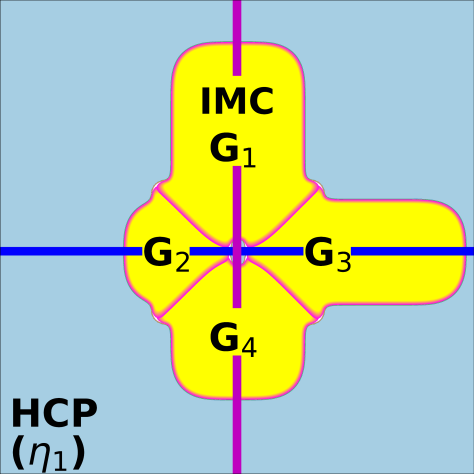 IMC
G₁
G₂ G₃
G₄
HCP
(η₁)